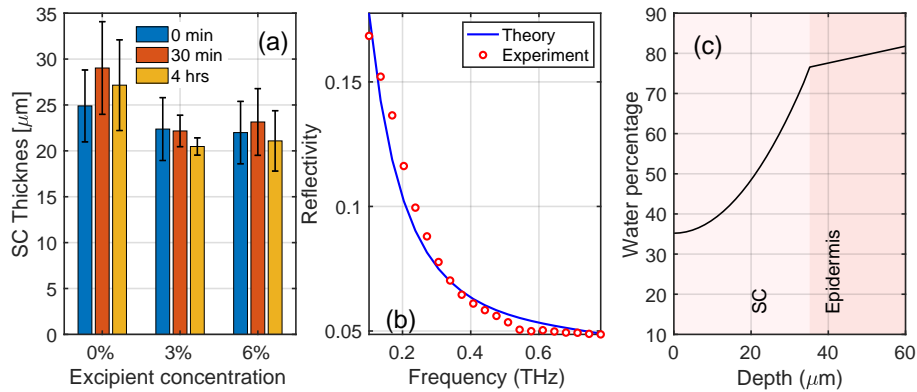 (a)
0 min
30 min
4 hrs
SC Thicknes [μm]
40
35
30
25
20
15
10
5
0
0%
3%
6%
Excipient concentration
(b)
Theory
Experiment
Reflectivity
0.15
0.1
0.05
0.2
0.4
0.6
Frequency (THz)
(c)
Water percentage
90
80
70
60
50
40
30
20
10
SC
Epidermis
0
20
40
60
Depth (μm)